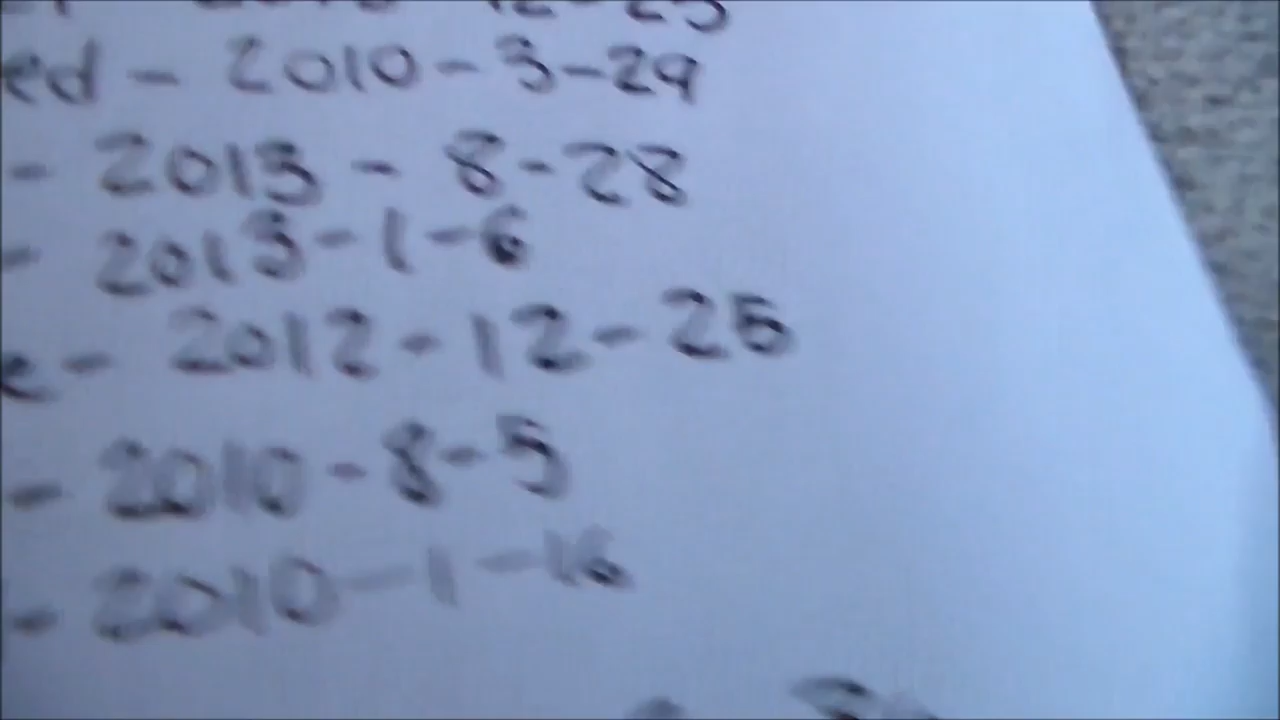 ed - 2010 - 3-29
- 2013 - 8-28
- 2013-1-6
e - 2012 - 12 - 25
- 2010 - 8-5
- 2010-1-16